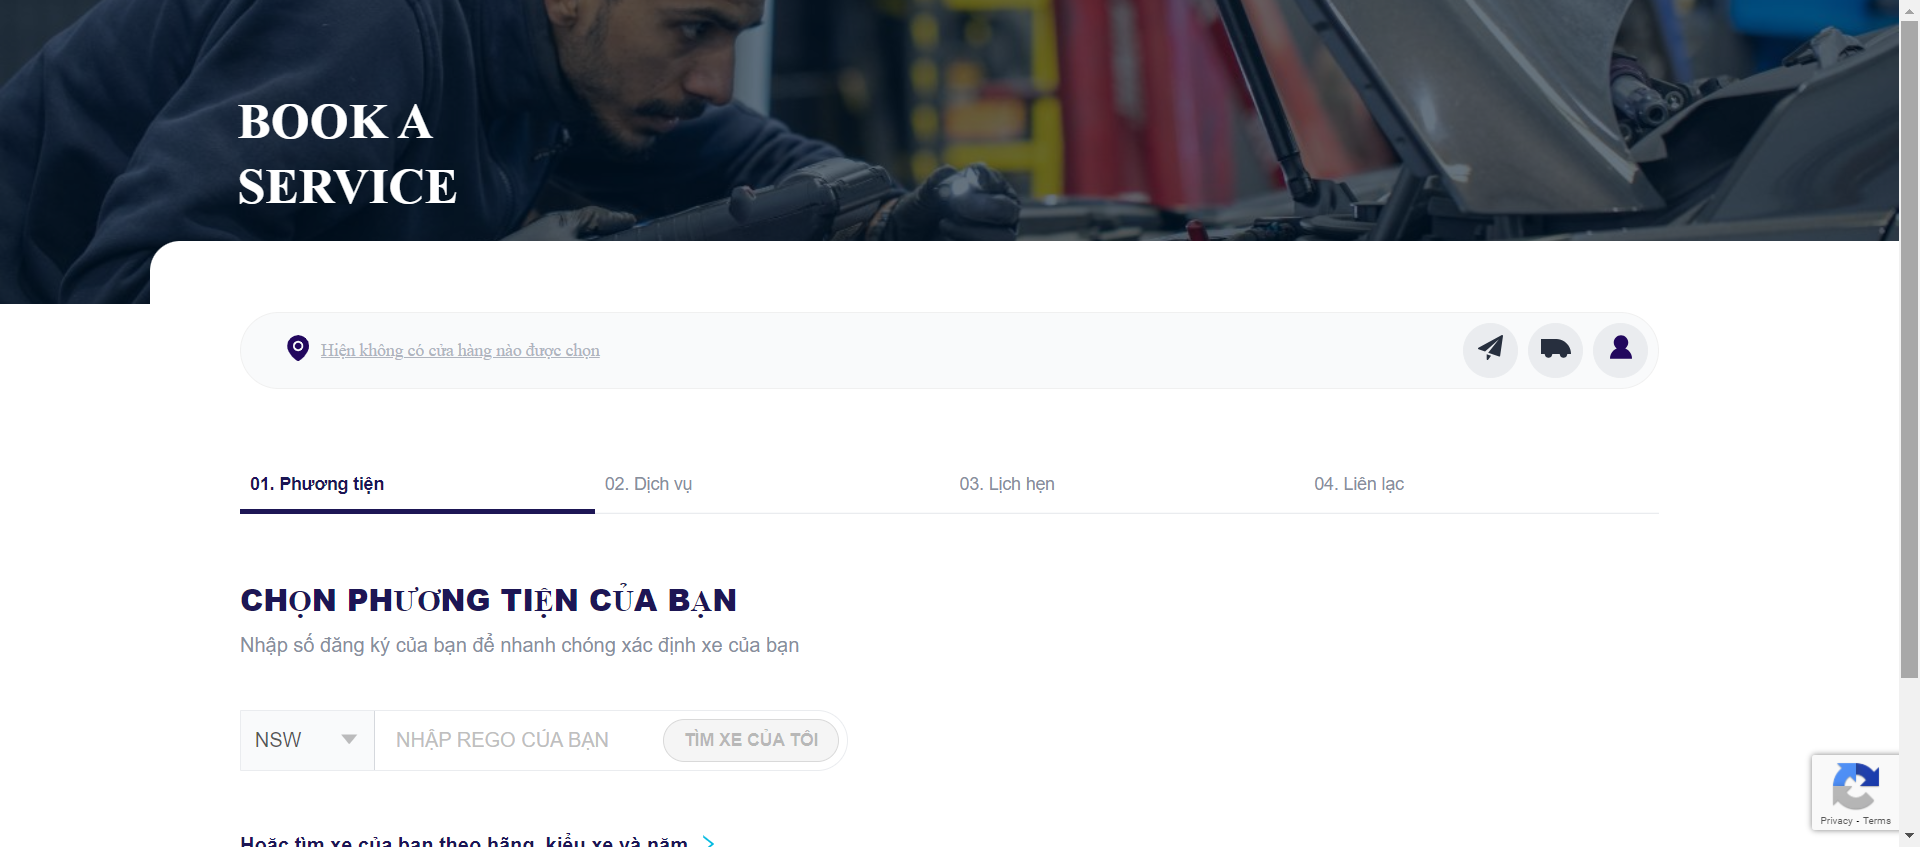 BOOK A
SERVICE
Hiện không có cửa hàng nào được chọn
01. Phương tiện
02. Dịch vụ
03. Lịch hẹn
04. Liên lạc
CHỌN PHƯƠNG TIỆN CỦA BẠN
Nhập số đăng ký của bạn để nhanh chóng xác định xe của bạn
NSW
NHẬP REGO CỦA BẠN
TÌM XE CỦA TÔI
Hoặc tìm xe của bạn theo hãng, kiểu xe và năm
Privacy - Terms